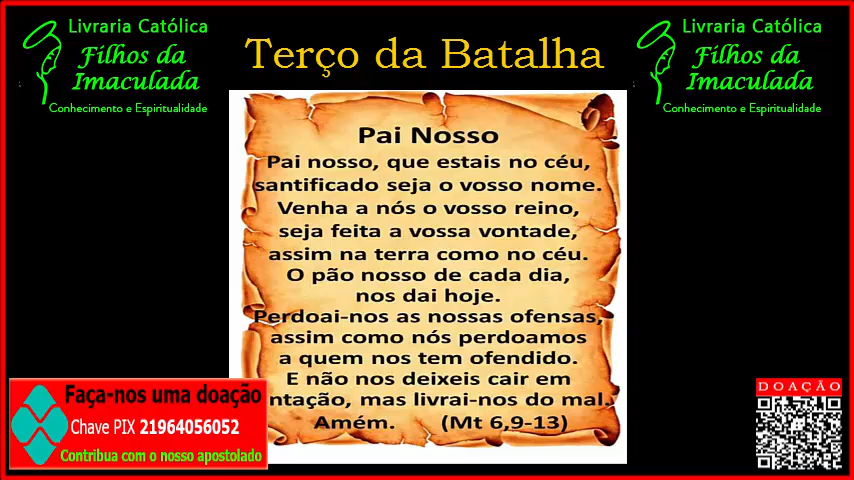 Livraria Católica
Filhos da
Imaculada
Conhecimento e Espiritualidade
Terço da Batalha
Livraria Católica
Filhos da
Imaculada
Conhecimento e Espiritualidade
Pai Nosso
Pai nosso, que estais no céu,
santificado seja o vosso nome.
Venha a nós o vosso reino,
seja feita a vossa vontade,
assim na terra como no céu.
O pão nosso de cada dia,
nos dai hoje.
Perdoai-nos as nossas ofensas,
assim como nós perdoamos
a quem nos tem ofendido.
E não nos deixeis cair em
ntação, mas livrai-nos do mal.
Amém. (Mt 6,9-13)
Faça-nos uma doação
Chave PIX 21964056052
Contribua com o nosso apostolado
DOAÇÃO